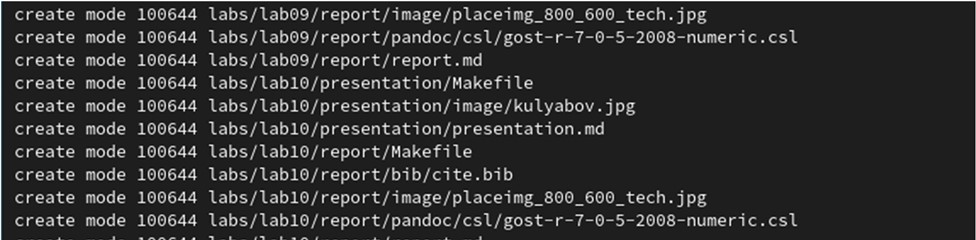 create mode 100644 labs/lab09/report/image/placeimg_800_600_tech.jpg
create mode 100644 labs/lab09/report/pandoc/csl/gost-r-7-0-5-2008-numeric.csl
create mode 100644 labs/lab09/report/report.md
create mode 100644 labs/lab10/presentation/Makefile
create mode 100644 labs/lab10/presentation/image/kulyabov.jpg
create mode 100644 labs/lab10/presentation/presentation.md
create mode 100644 labs/lab10/report/Makefile
create mode 100644 labs/lab10/report/bib/cite.bib
create mode 100644 labs/lab10/report/image/placeimg_800_600_tech.jpg
create mode 100644 labs/lab10/report/pandoc/csl/gost-r-7-0-5-2008-numeric.csl